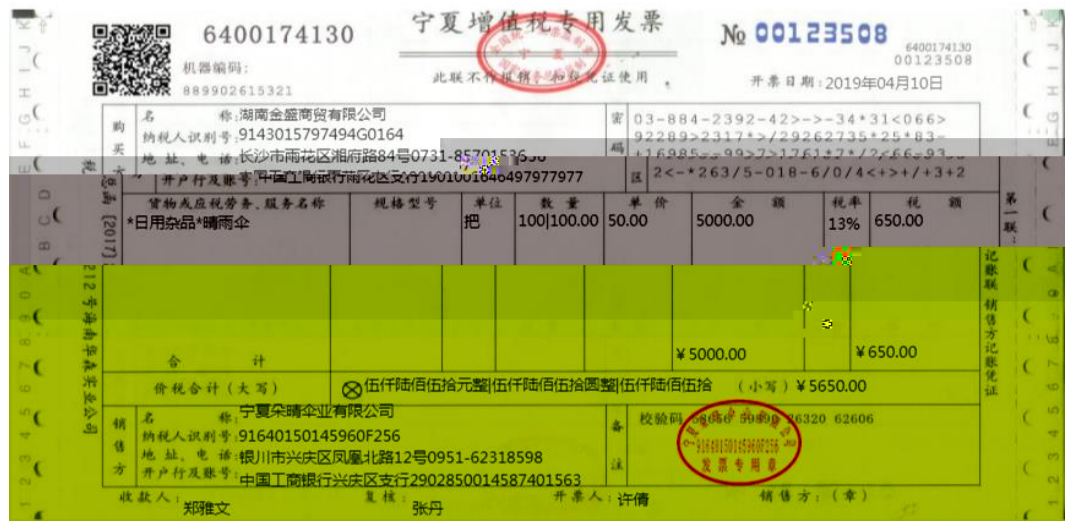 宁夏增值税专用发票
6400174130
№ 00123508
6400174130
00123508
机器编码:
889902615321
此联不作报销、扣税凭证使用
开票日期:2019年04月10日
购买方
名 称:湖南金盛商贸有限公司
纳税人识别号:9143015797494G0164
地 址、电 话:长沙市雨花区湘府路84号0731-85701536
开户行及账号:中国工商银行雨花区支行1901001646497977977
密码区
03-884-2392-42>->-34*31<066>
92289>2317*>/29262735*25*83-
2<-*263/5-018-6/0/4<+>+/+3+2
货物或应税劳务、服务名称 规格型号 单位 数 量 单 价 金 额 税率 税 额
*日用杂品*晴雨伞 把 100|100.00 50.00 5000.00 13% 650.00
合 计 ¥5000.00 ¥650.00
价税合计(大写) 伍仟陆佰伍拾元整|伍仟陆佰伍拾圆整|伍仟陆佰伍拾 (小写)¥5650.00
销售方
名 称:宁夏朵晴伞业有限公司
纳税人识别号:91640150145960F256
地 址、电 话:银川市兴庆区凤凰北路12号0951-62318598
开户行及账号:中国工商银行兴庆区支行2902850014587401563
备注
校验码 58656 59890 26320 62606
91640150145960F256
发票专用章
收款人:郑雅文 复核:张丹 开票人:许倩 销售方:(章)
第一联:记账联 销售方记账凭证
[2017]212号海南华森实业公司